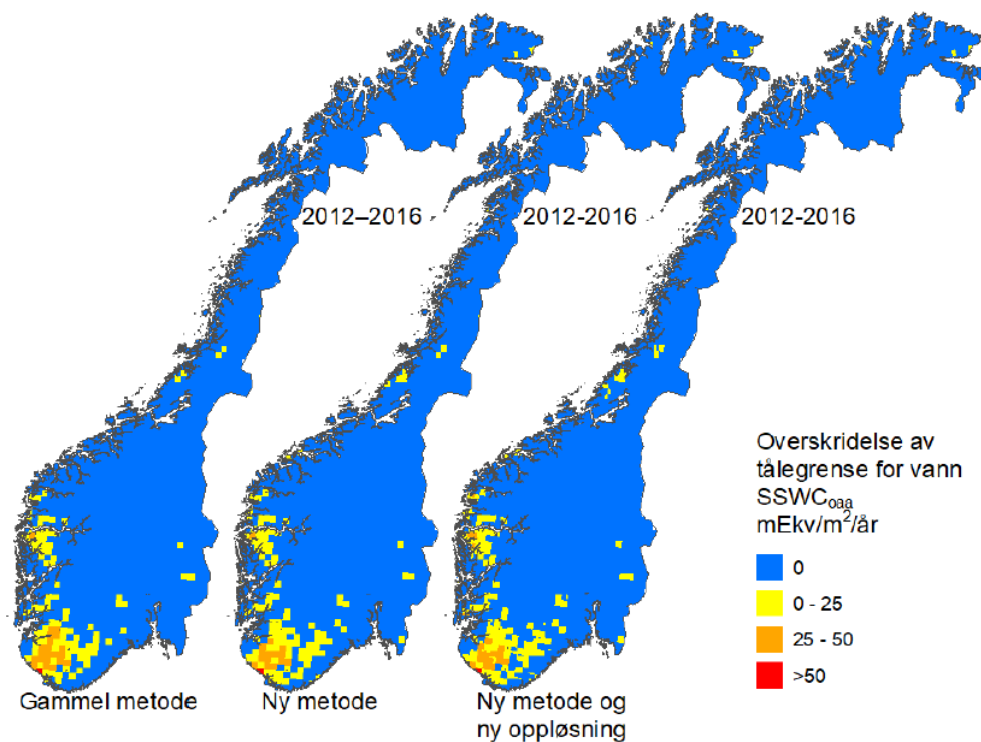 2012–2016
2012-2016
2012-2016
Overskridelse av
tålegrense for vann
SSWCoaa
mEkv/m²/år
0
0 - 25
25 - 50
>50
Gammel metode
Ny metode
Ny metode og
ny oppløsning